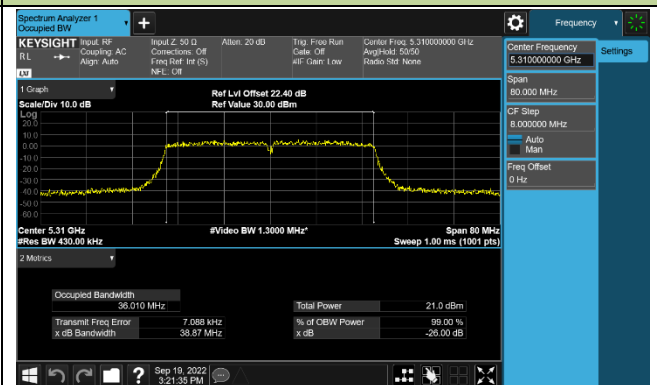 Spectrum Analyzer 1
Occupied BW
+
Frequency
KEYSIGHT
RL
Input: RF
Coupling: AC
Align: Auto
Input Z: 50 Ω
Corrections: Off
Freq Ref: Int (S)
NFE: Off
Atten: 20 dB
Trig: Free Run
Gate: Off
#IF Gain: Low
Center Freq: 5.310000000 GHz
Avg|Hold: 50/50
Radio Std: None
LXI
Center Frequency
5.310000000 GHz
Settings
Span
80.000 MHz
CF Step
8.000000 MHz
Auto
Man
Freq Offset
0 Hz
1 Graph
Scale/Div 10.0 dB
Ref Lvl Offset 22.40 dB
Ref Value 30.00 dBm
Log
20.0
10.0
0.00
-10.0
-20.0
-30.0
-40.0
-50.0
-60.0
Center 5.31 GHz
#Res BW 430.00 kHz
#Video BW 1.3000 MHz*
Span 80 MHz
Sweep 1.00 ms (1001 pts)
2 Metrics
Occupied Bandwidth
36.010 MHz
Total Power 21.0 dBm
Transmit Freq Error 7.088 kHz % of OBW Power 99.00 %
x dB Bandwidth 38.87 MHz x dB -26.00 dB
?
Sep 19, 2022
3:21:35 PM